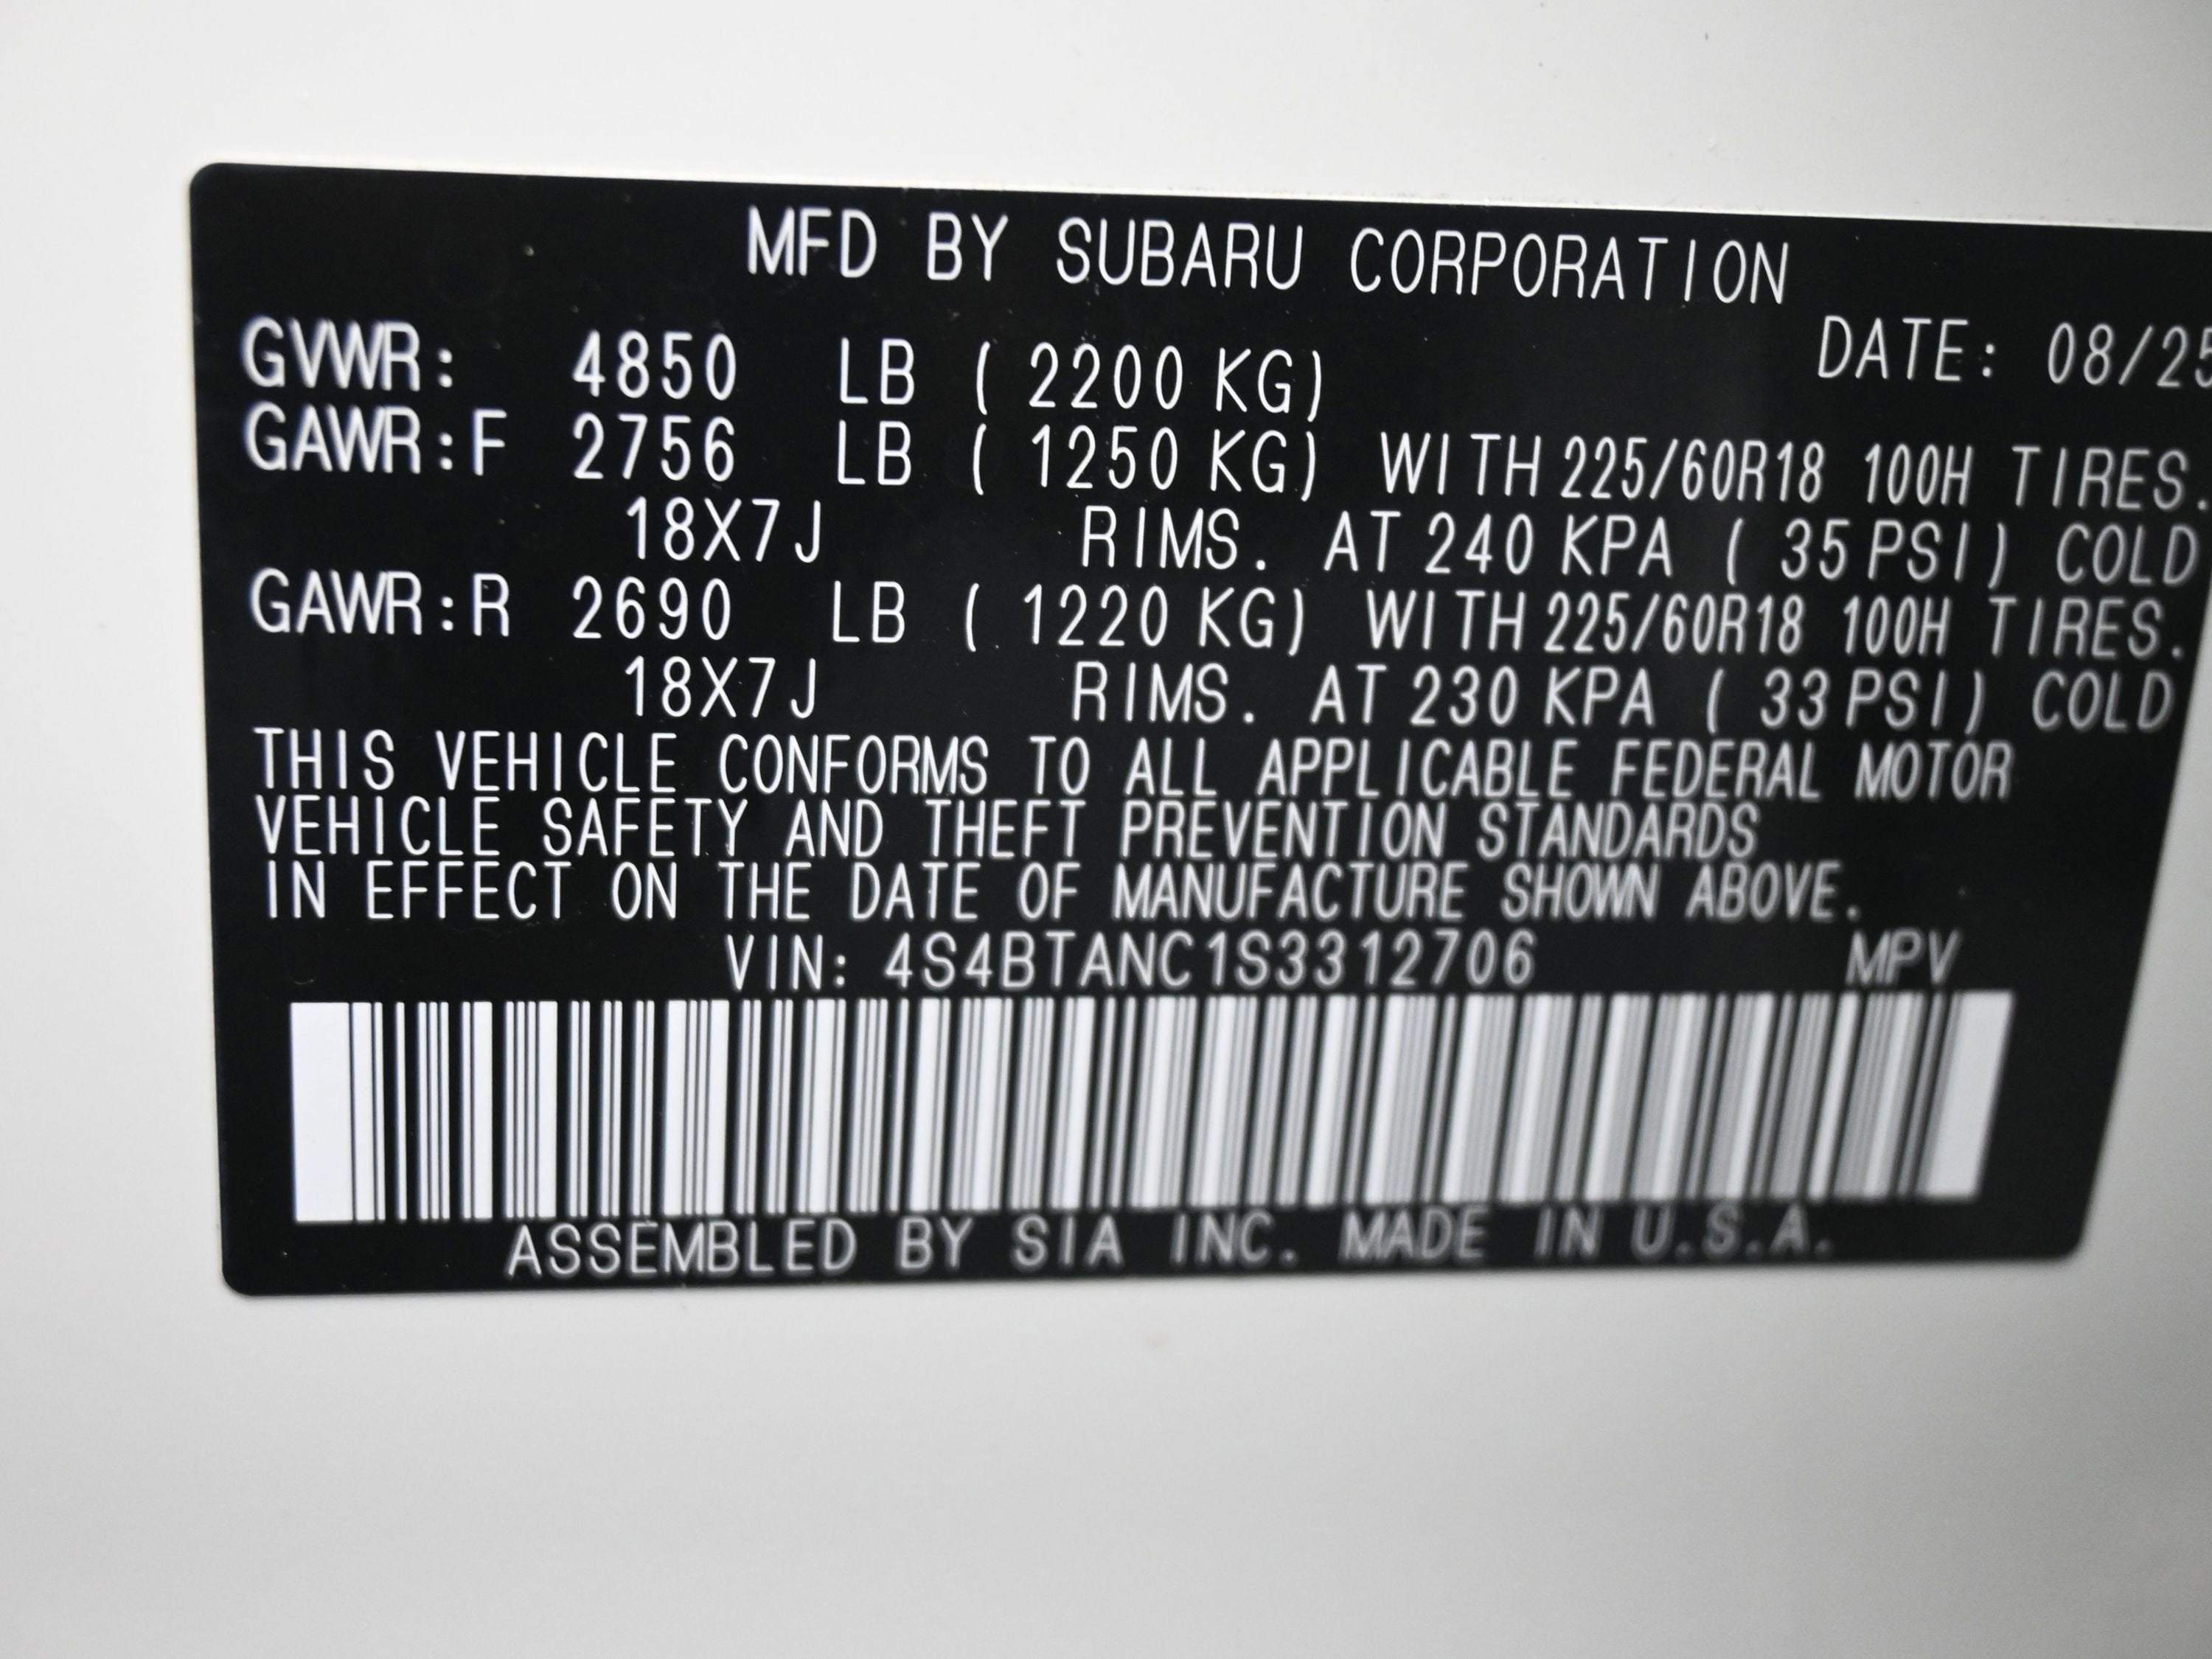 MFD BY SUBARU CORPORATION
DATE: 08/25
GVWR: 4850 LB ( 2200 KG)
GAWR:F 2756 LB ( 1250 KG) WITH 225/60R18 100H TIRES.
18X7J RIMS. AT 240 KPA ( 35 PSI) COLD
GAWR:R 2690 LB ( 1220 KG) WITH 225/60R18 100H TIRES.
18X7J RIMS. AT 230 KPA ( 33 PSI) COLD
THIS VEHICLE CONFORMS TO ALL APPLICABLE FEDERAL MOTOR
VEHICLE SAFETY AND THEFT PREVENTION STANDARDS
IN EFFECT ON THE DATE OF MANUFACTURE SHOWN ABOVE.
VIN: 4S4BTANC1S3312706 MPV
ASSEMBLED BY SIA INC. MADE IN U.S.A.